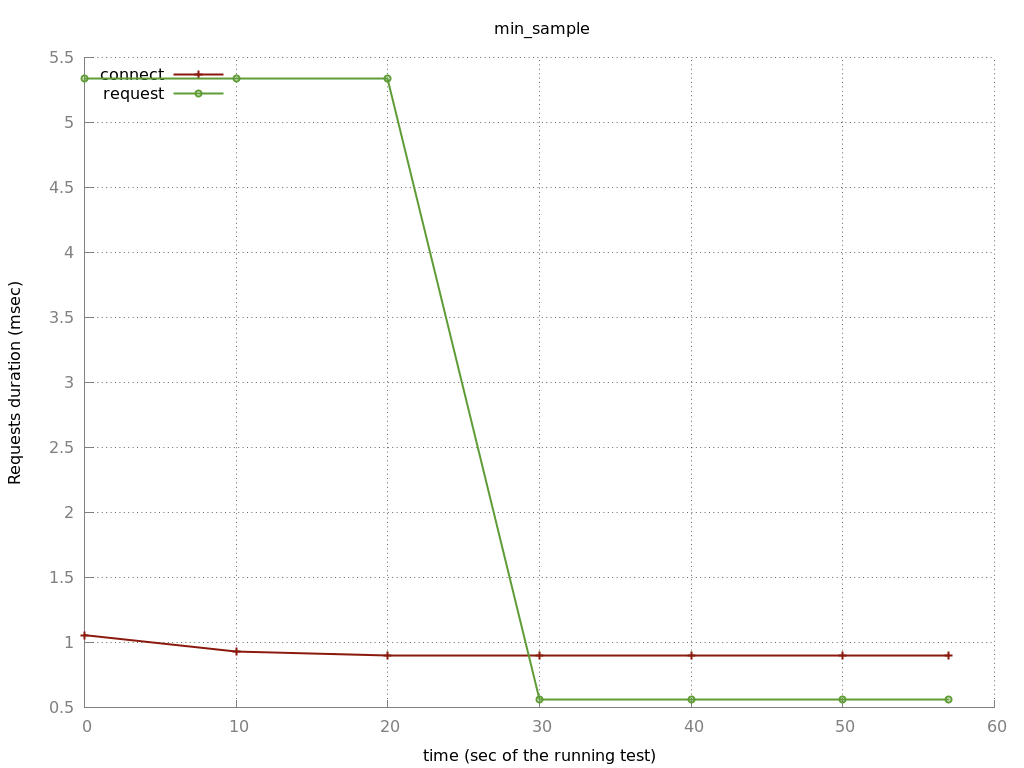 min_sample
connect
request
5.5
5
4.5
4
3.5
3
2.5
2
1.5
1
0.5
Requests duration (msec)
0 10 20 30 40 50 60
time (sec of the running test)